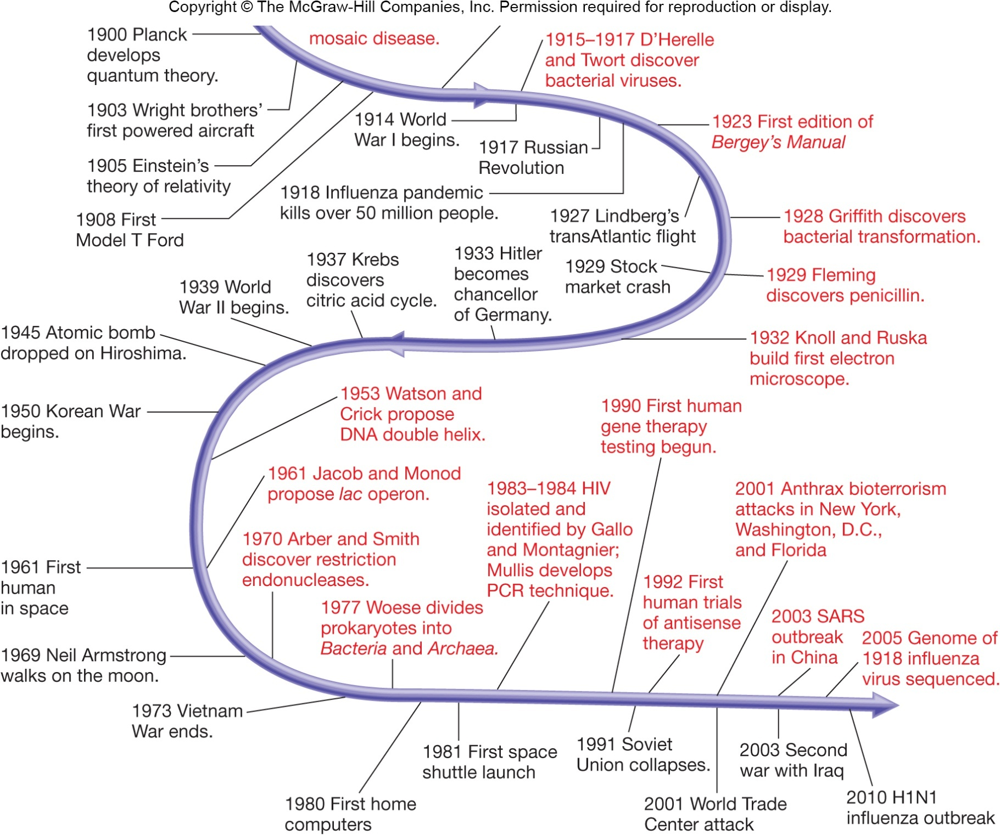 Copyright © The McGraw-Hill Companies, Inc. Permission required for reproduction or display.
1900 Planck
develops
quantum theory.
mosaic disease.
1915–1917 D’Herelle
and Twort discover
bacterial viruses.
1903 Wright brothers’
first powered aircraft
1914 World
War I begins.
1923 First edition of
Bergey’s Manual
1917 Russian
Revolution
1905 Einstein’s
theory of relativity
1918 Influenza pandemic
kills over 50 million people.
1908 First
Model T Ford
1927 Lindberg’s
transAtlantic flight
1928 Griffith discovers
bacterial transformation.
1929 Stock
market crash
1929 Fleming
discovers penicillin.
1933 Hitler
becomes
chancellor
of Germany.
1937 Krebs
discovers
citric acid cycle.
1939 World
War II begins.
1945 Atomic bomb
dropped on Hiroshima.
1932 Knoll and Ruska
build first electron
microscope.
1950 Korean War
begins.
1953 Watson and
Crick propose
DNA double helix.
1990 First human
gene therapy
testing begun.
1961 Jacob and Monod
propose lac operon.
1983–1984 HIV
isolated and
identified by Gallo
and Montagnier;
Mullis develops
PCR technique.
2001 Anthrax bioterrorism
attacks in New York,
Washington, D.C.,
and Florida
1970 Arber and Smith
discover restriction
endonucleases.
1961 First
human
in space
1977 Woese divides
prokaryotes into
Bacteria and Archaea.
1992 First
human trials
of antisense
therapy
2003 SARS
outbreak
in China
2005 Genome of
1918 influenza
virus sequenced.
1969 Neil Armstrong
walks on the moon.
1973 Vietnam
War ends.
1981 First space
shuttle launch
1991 Soviet
Union collapses.
2003 Second
war with Iraq
1980 First home
computers
2001 World Trade
Center attack
2010 H1N1
influenza outbreak